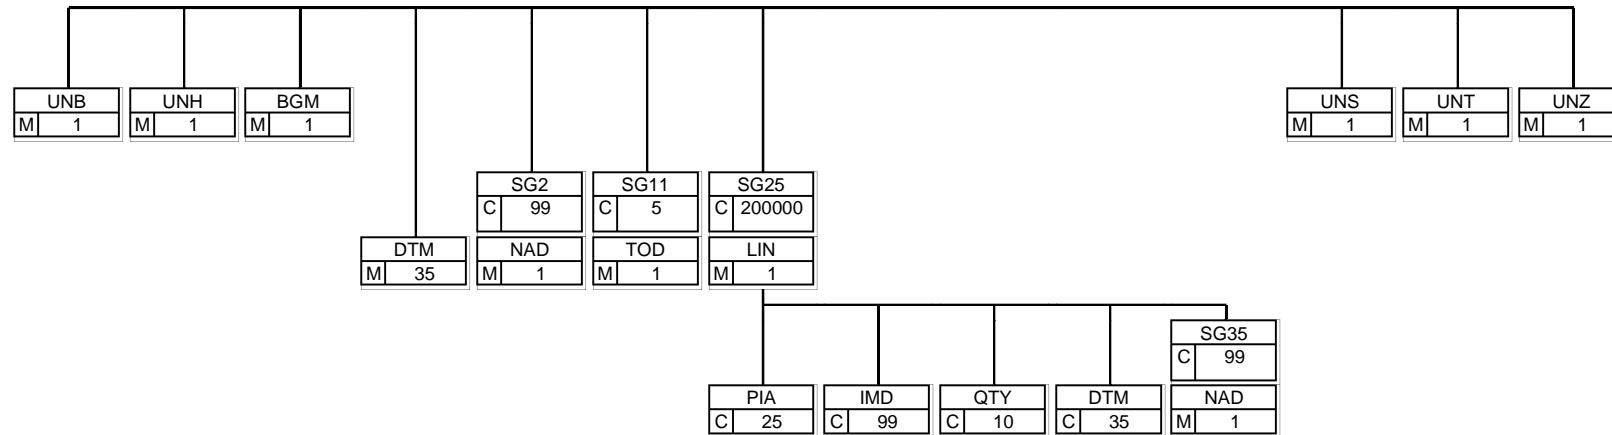 UNB
M 1
UNH
M 1
BGM
M 1
UNS
M 1
UNT
M 1
UNZ
M 1
SG2
C 99
SG11
C 5
SG25
C 200000
DTM
M 35
NAD
M 1
TOD
M 1
LIN
M 1
SG35
C 99
PIA
C 25
IMD
C 99
QTY
C 10
DTM
C 35
NAD
M 1